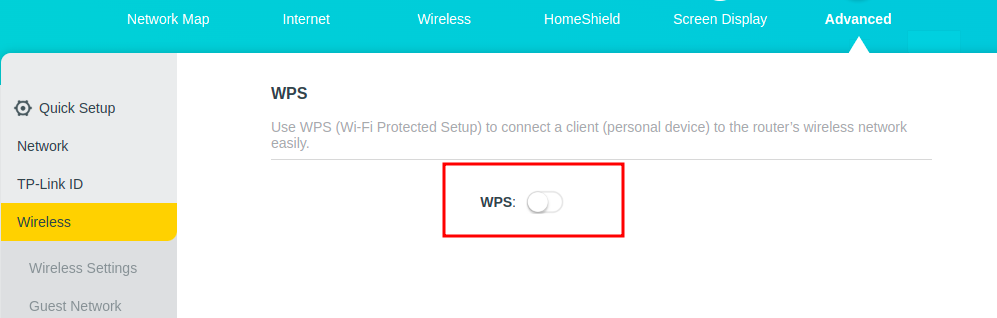 Network Map Internet Wireless HomeShield Screen Display Advanced
Quick Setup
Network
TP-Link ID
Wireless
Wireless Settings
Guest Network
WPS
Use WPS (Wi-Fi Protected Setup) to connect a client (personal device) to the router’s wireless network
easily.
WPS: